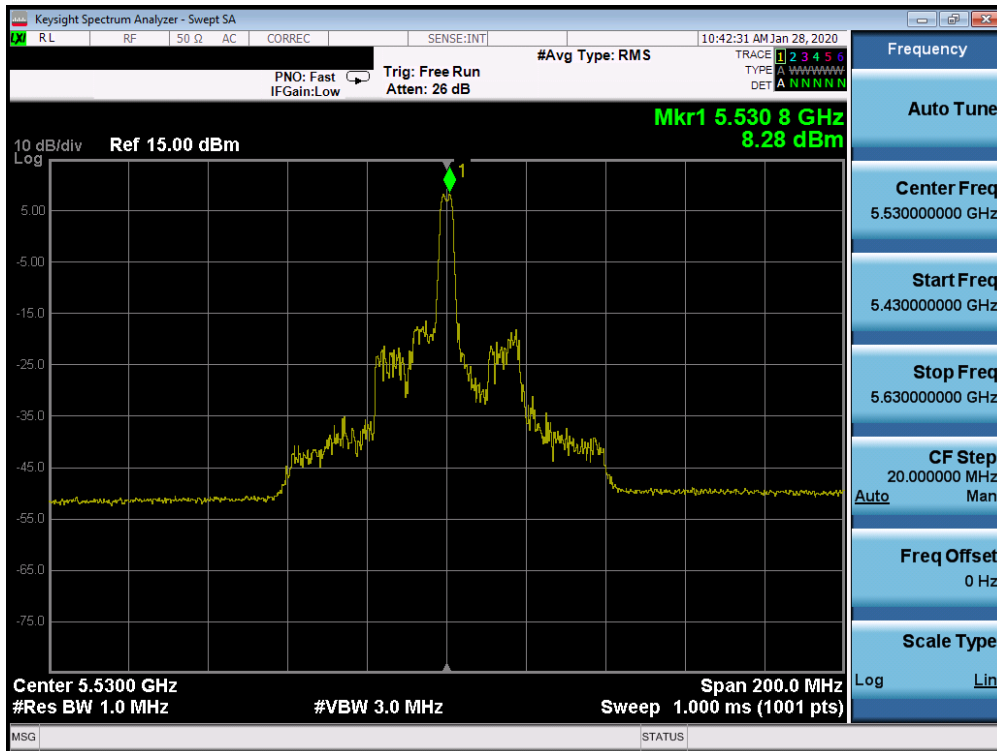 Keysight Spectrum Analyzer - Swept SA
LXI RL RF 50 Ω AC CORREC SENSE:INT 10:42:31 AM Jan 28, 2020
#Avg Type: RMS
TRACE 1 2 3 4 5 6
PNO: Fast Trig: Free Run TYPE A WWWWW
IFGain:Low Atten: 26 dB DET A N N N N N
Mkr1 5.530 8 GHz
8.28 dBm
10 dB/div Ref 15.00 dBm
Log
1
5.00
-5.00
-15.0
-25.0
-35.0
-45.0
-55.0
-65.0
-75.0
Center 5.5300 GHz Span 200.0 MHz
#Res BW 1.0 MHz #VBW 3.0 MHz Sweep 1.000 ms (1001 pts)
MSG STATUS
Frequency
Auto Tune
Center Freq
5.530000000 GHz
Start Freq
5.430000000 GHz
Stop Freq
5.630000000 GHz
CF Step
20.000000 MHz
Auto Man
Freq Offset
0 Hz
Scale Type
Log Lin